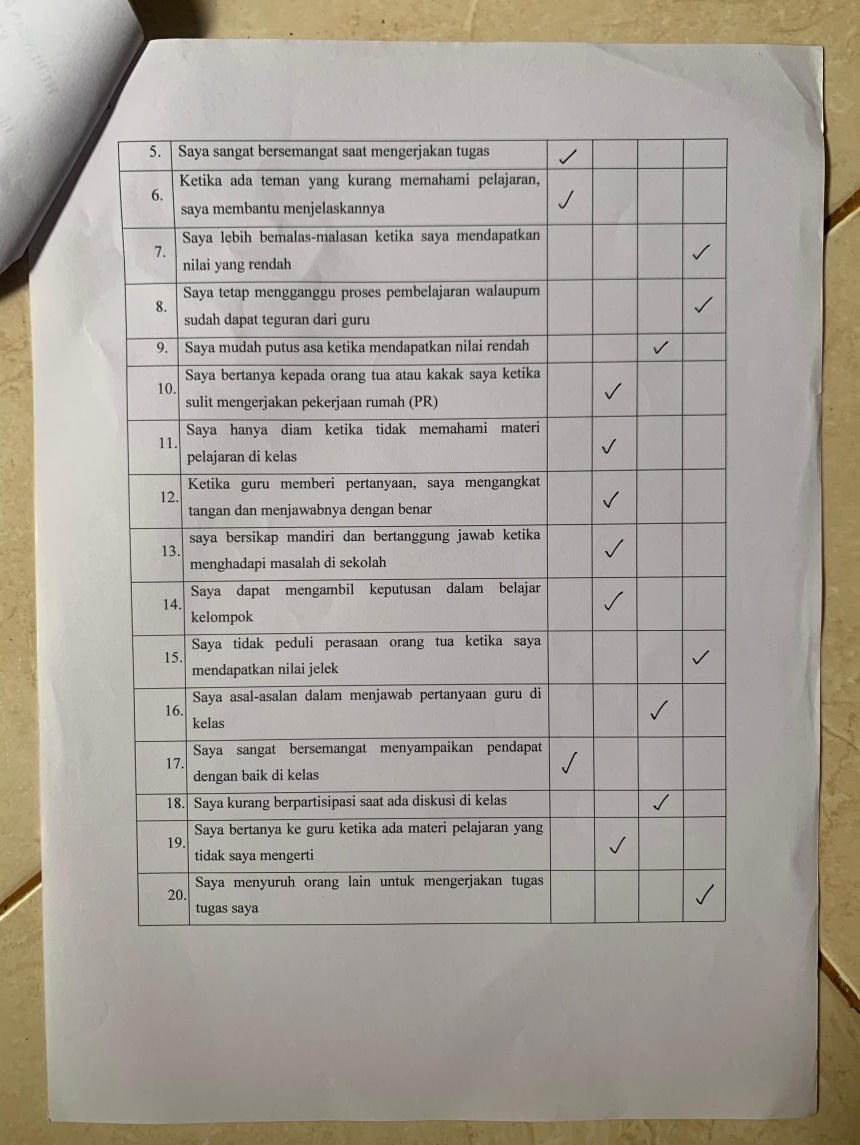 5. Saya sangat bersemangat saat mengerjakan tugas ✓
6. Ketika ada teman yang kurang memahami pelajaran,
saya membantu menjelaskannya ✓
7. Saya lebih bemalas-malasan ketika saya mendapatkan
nilai yang rendah ✓
8. Saya tetap mengganggu proses pembelajaran walaupum
sudah dapat teguran dari guru ✓
9. Saya mudah putus asa ketika mendapatkan nilai rendah ✓
10. Saya bertanya kepada orang tua atau kakak saya ketika
sulit mengerjakan pekerjaan rumah (PR) ✓
11. Saya hanya diam ketika tidak memahami materi
pelajaran di kelas ✓
12. Ketika guru memberi pertanyaan, saya mengangkat
tangan dan menjawabnya dengan benar ✓
13. saya bersikap mandiri dan bertanggung jawab ketika
menghadapi masalah di sekolah ✓
14. Saya dapat mengambil keputusan dalam belajar
kelompok ✓
15. Saya tidak peduli perasaan orang tua ketika saya
mendapatkan nilai jelek ✓
16. Saya asal-asalan dalam menjawab pertanyaan guru di
kelas ✓
17. Saya sangat bersemangat menyampaikan pendapat
dengan baik di kelas ✓
18. Saya kurang berpartisipasi saat ada diskusi di kelas ✓
19. Saya bertanya ke guru ketika ada materi pelajaran yang
tidak saya mengerti ✓
20. Saya menyuruh orang lain untuk mengerjakan tugas
tugas saya ✓